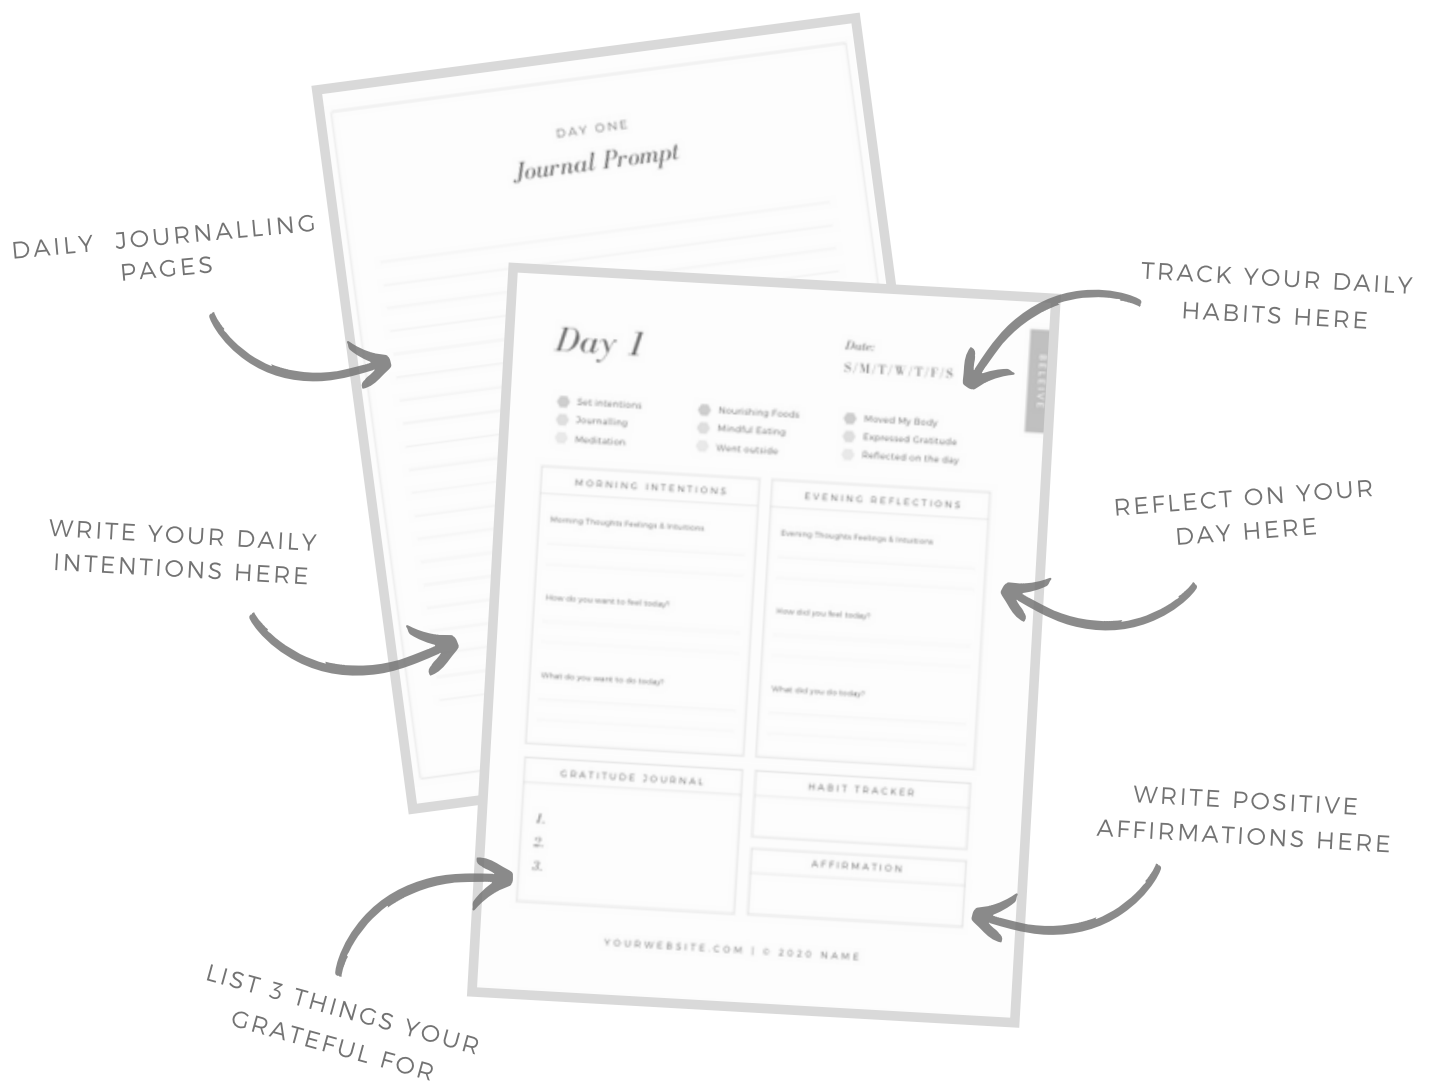 DAY ONE
Journal Prompt
DAILY JOURNALLING
PAGES
TRACK YOUR DAILY
HABITS HERE
Day 1
Date:
S/M/T/W/T/F/S
Set intentions
Journalling
Meditation
Nourishing Foods
Mindful Eating
Went outside
Moved My Body
Expressed Gratitude
Reflected on the day
MORNING INTENTIONS
Morning Thoughts Feelings & Intuitions
How do you want to feel today?
What do you want to do today?
EVENING REFLECTIONS
Evening Thoughts Feelings & Intuitions
How did you feel today?
What did you do today?
WRITE YOUR DAILY
INTENTIONS HERE
REFLECT ON YOUR
DAY HERE
GRATITUDE JOURNAL
1.
2.
3.
HABIT TRACKER
AFFIRMATION
WRITE POSITIVE
AFFIRMATIONS HERE
YOURWEBSITE.COM | © 2020 NAME
LIST 3 THINGS YOUR
GRATEFUL FOR